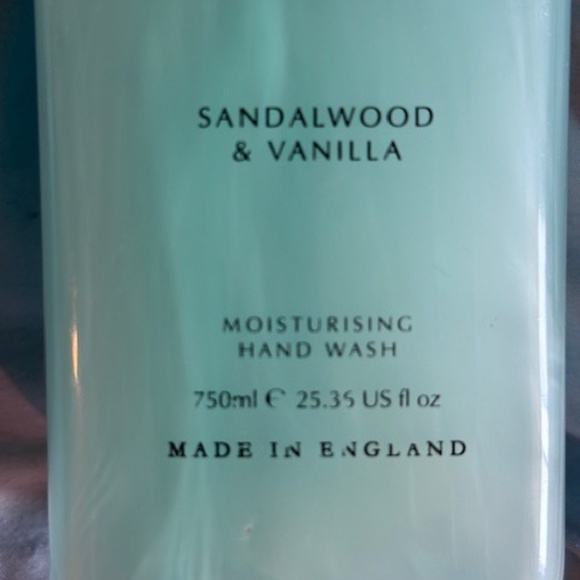 SANDALWOOD
& VANILLA
MOISTURISING
HAND WASH
750ml ℮ 25.35 US fl oz
MADE IN ENGLAND